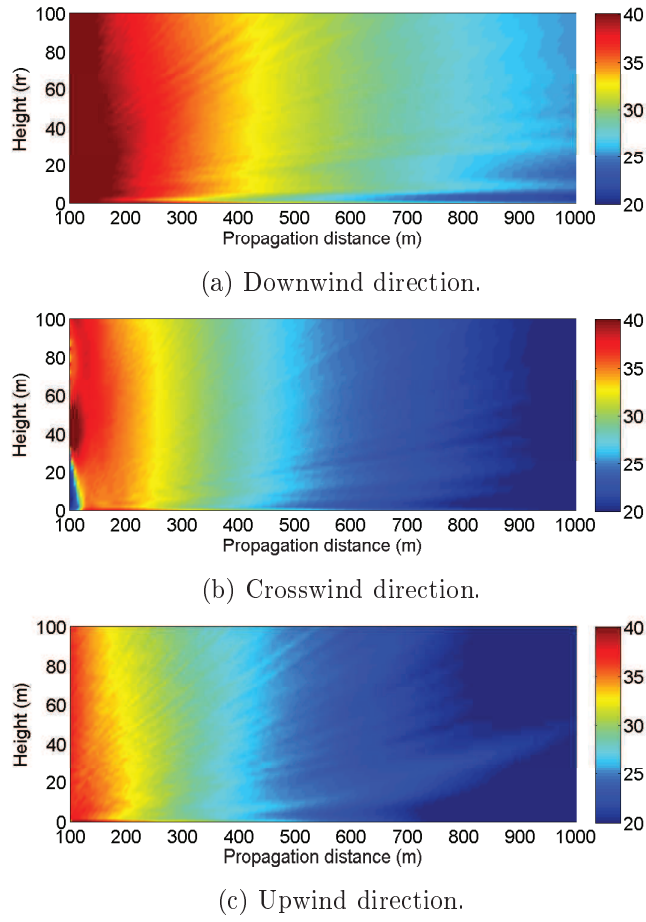 100
80
60
40
20
0
Height (m)
100 200 300 400 500 600 700 800 900 1000
Propagation distance (m)
40
35
30
25
20
(a) Downwind direction.
100
80
60
40
20
0
Height (m)
100 200 300 400 500 600 700 800 900 1000
Propagation distance (m)
40
35
30
25
20
(b) Crosswind direction.
100
80
60
40
20
0
Height (m)
100 200 300 400 500 600 700 800 900 1000
Propagation distance (m)
40
35
30
25
20
(c) Upwind direction.